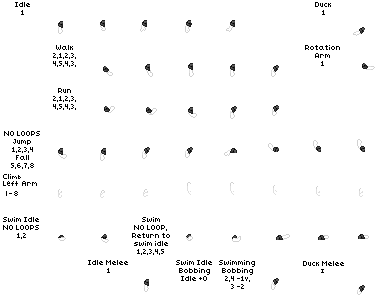 Idle
1
Duck
1
Walk
2,1,2,3,
4,5,4,3,
Rotation
Arm
1
Run
2,1,2,3,
4,5,4,3,
NO LOOPS
Jump
1,2,3,4
Fall
5,6,7,8
Climb
Left Arm
1 - 8
Swim Idle
NO LOOPS
1,2
Swim
NO LOOP,
Return to
swim idle
1,2,3,4,5
Idle Melee
1
Swim Idle
Bobbing
Idle +0
Swimming
Bobbing
2,4 -1v,
3 -2
Duck Melee
1